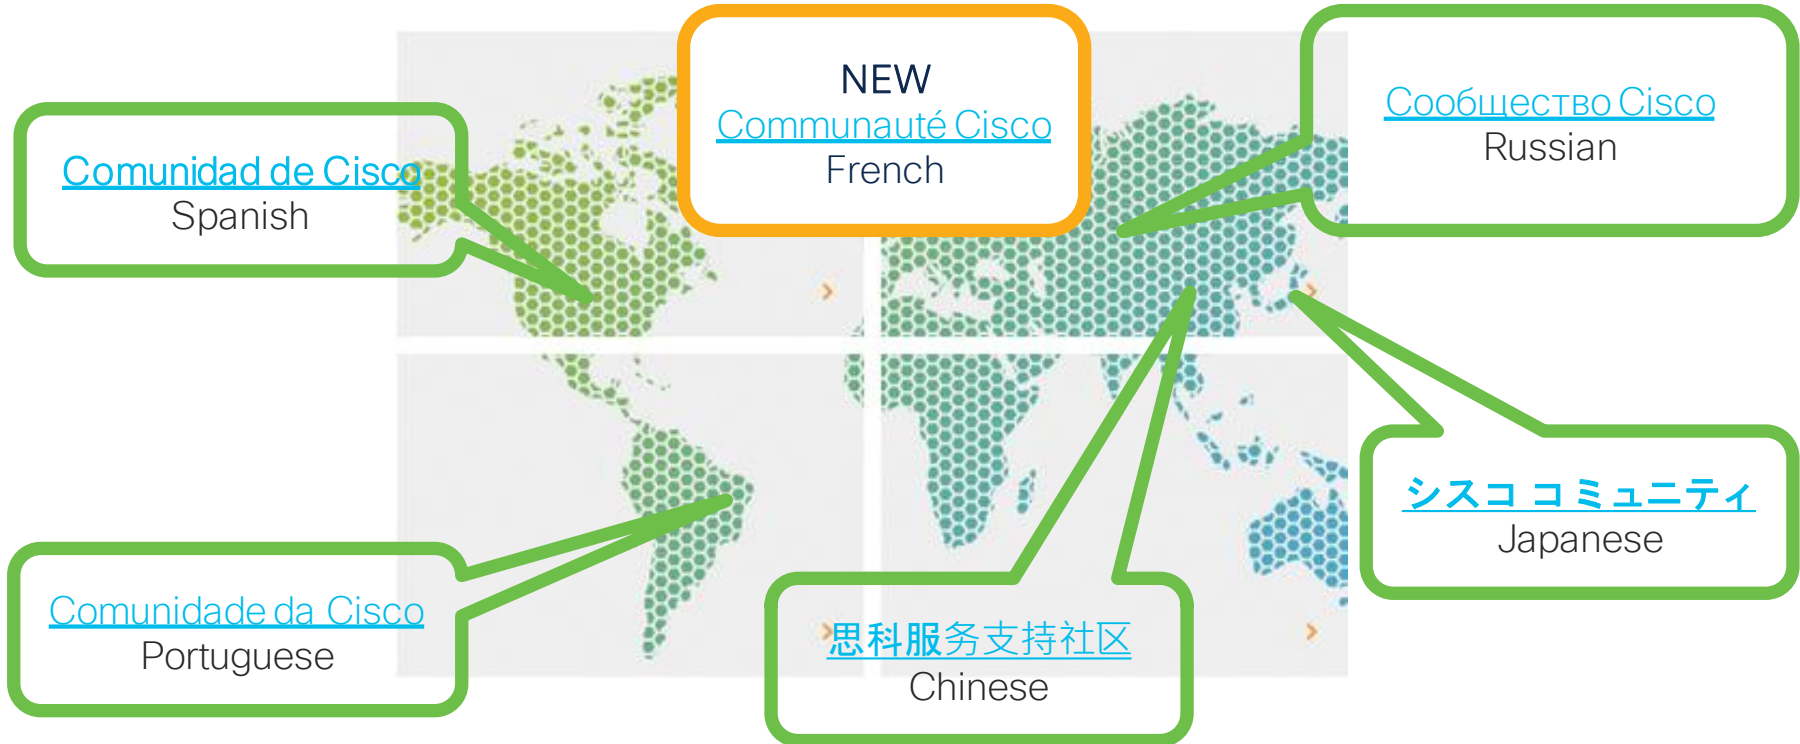 NEW
Communauté Cisco
French
Сообщество Cisco
Russian
Comunidad de Cisco
Spanish
シスココミュニティ
Japanese
Comunidade da Cisco
Portuguese
思科服务支持社区
Chinese